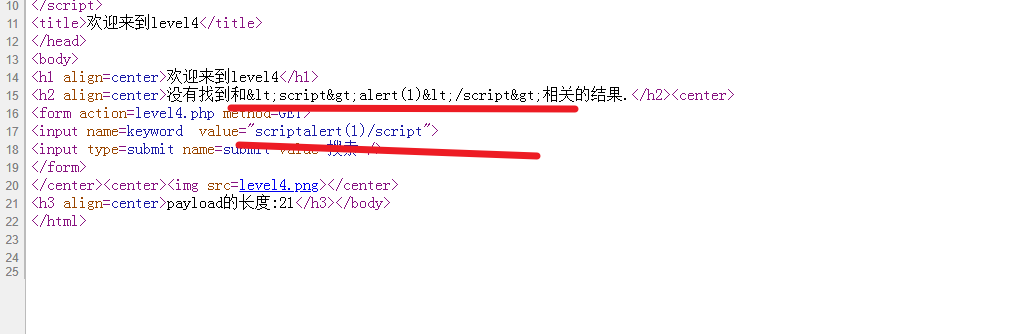 10 </script>
11 <title>欢迎来到level4</title>
12 </head>
13 <body>
14 <h1 align=center>欢迎来到level4</h1>
15 <h2 align=center>没有找到和&lt;script&gt;alert(1)&lt;/script&gt;相关的结果.</h2><center>
16 <form action=level4.php method=GET>
17 <input name=keyword  value="scriptalert(1)/script">
18 <input type=submit name=submit value=搜索 />
19 </form>
20 </center><center><img src=level4.png></center>
21 <h3 align=center>payload的长度:21</h3></body>
22 </html>
23
24
25